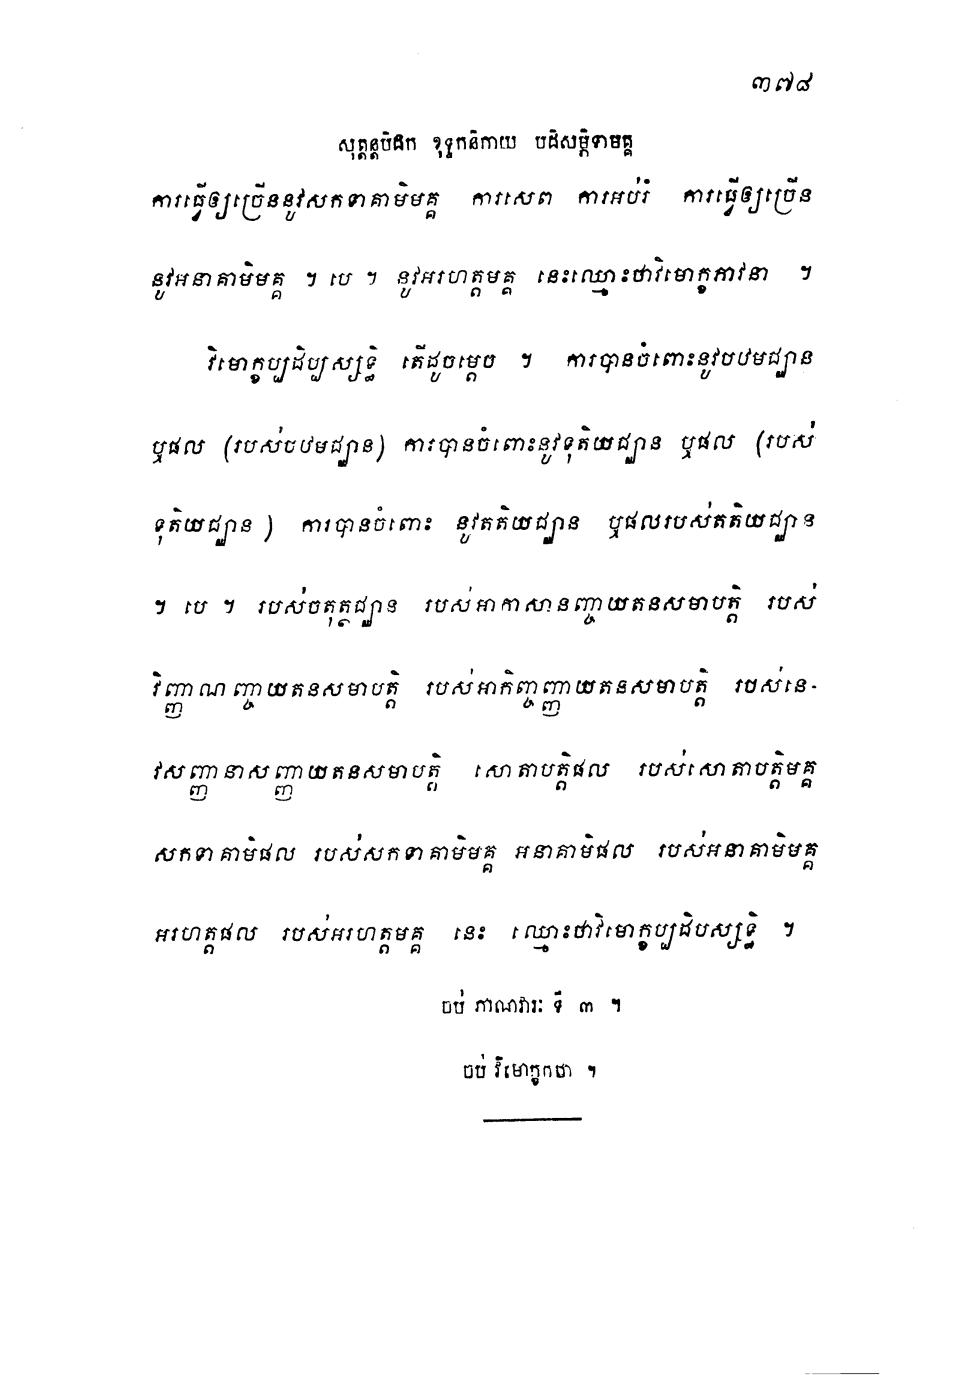 ៣៧៨
សុត្តន្តបិដក ខុទ្ទកនិកាយ បដិសម្ភិទាមគ្គ
ការធ្វើឲ្យច្រើននូវសកទាគាមិមគ្គ ការសេព ការអប់រំ ការធ្វើឲ្យច្រើន
នូវអនាគាមិមគ្គ ។ បេ ។ នូវអរហត្តមគ្គ នេះឈ្មោះថាវិមោក្ខភាវនា ។
វិមោក្ខប្បដិប្បស្សទ្ធិ តើដូចម្តេច ។ ការបានចំពោះនូវបឋមជ្ឈាន
ឬផល (របស់បឋមជ្ឈាន) ការបានចំពោះនូវទុតិយជ្ឈាន ឬផល (របស់
ទុតិយជ្ឈាន) ការបានចំពោះ នូវតតិយជ្ឈាន ឬផលរបស់តតិយជ្ឈាន
។ បេ ។ របស់ចតុត្ថជ្ឈាន របស់អាកាសានញ្ចាយតនសមាបត្តិ របស់
វិញ្ញាណញ្ចាយតនសមាបត្តិ របស់អាកិញ្ចញ្ញាយតនសមាបត្តិ របស់នេ-
វសញ្ញានាសញ្ញាយតនសមាបត្តិ សោតាបត្តិផល របស់សោតាបត្តិមគ្គ
សកទាគាមិផល របស់សកទាគាមិមគ្គ អនាគាមិផល របស់អនាគាមិមគ្គ
អរហត្តផល របស់អរហត្តមគ្គ នេះ ឈ្មោះថាវិមោក្ខប្បដិបស្សទ្ធិ ។
ចប់ ភាណវារៈ ទី ៣ ។
ចប់ វិមោក្ខកថា ។